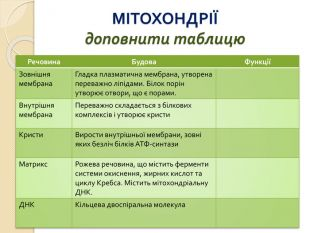 МІТОХОНДРІЇ
доповнити таблицю
Речовина Будова Функції
Зовнішня мембрана
Гладка плазматична мембрана, утворена
переважно ліпідами. Білок порін
утворює отвори, що є порами.
Внутрішня мембрана
Переважно складається з білкових
комплексів і утворює кристи
Кристи
Вирости внутрішньої мембрани, зовні
яких безліч білків АТФ-синтази
Матрикс
Рожева речовина, що містить ферменти
системи окиснення, жирних кислот та
циклу Кребса. Містить мітохондріальну
ДНК.
ДНК
Кільцева двоспіральна молекула